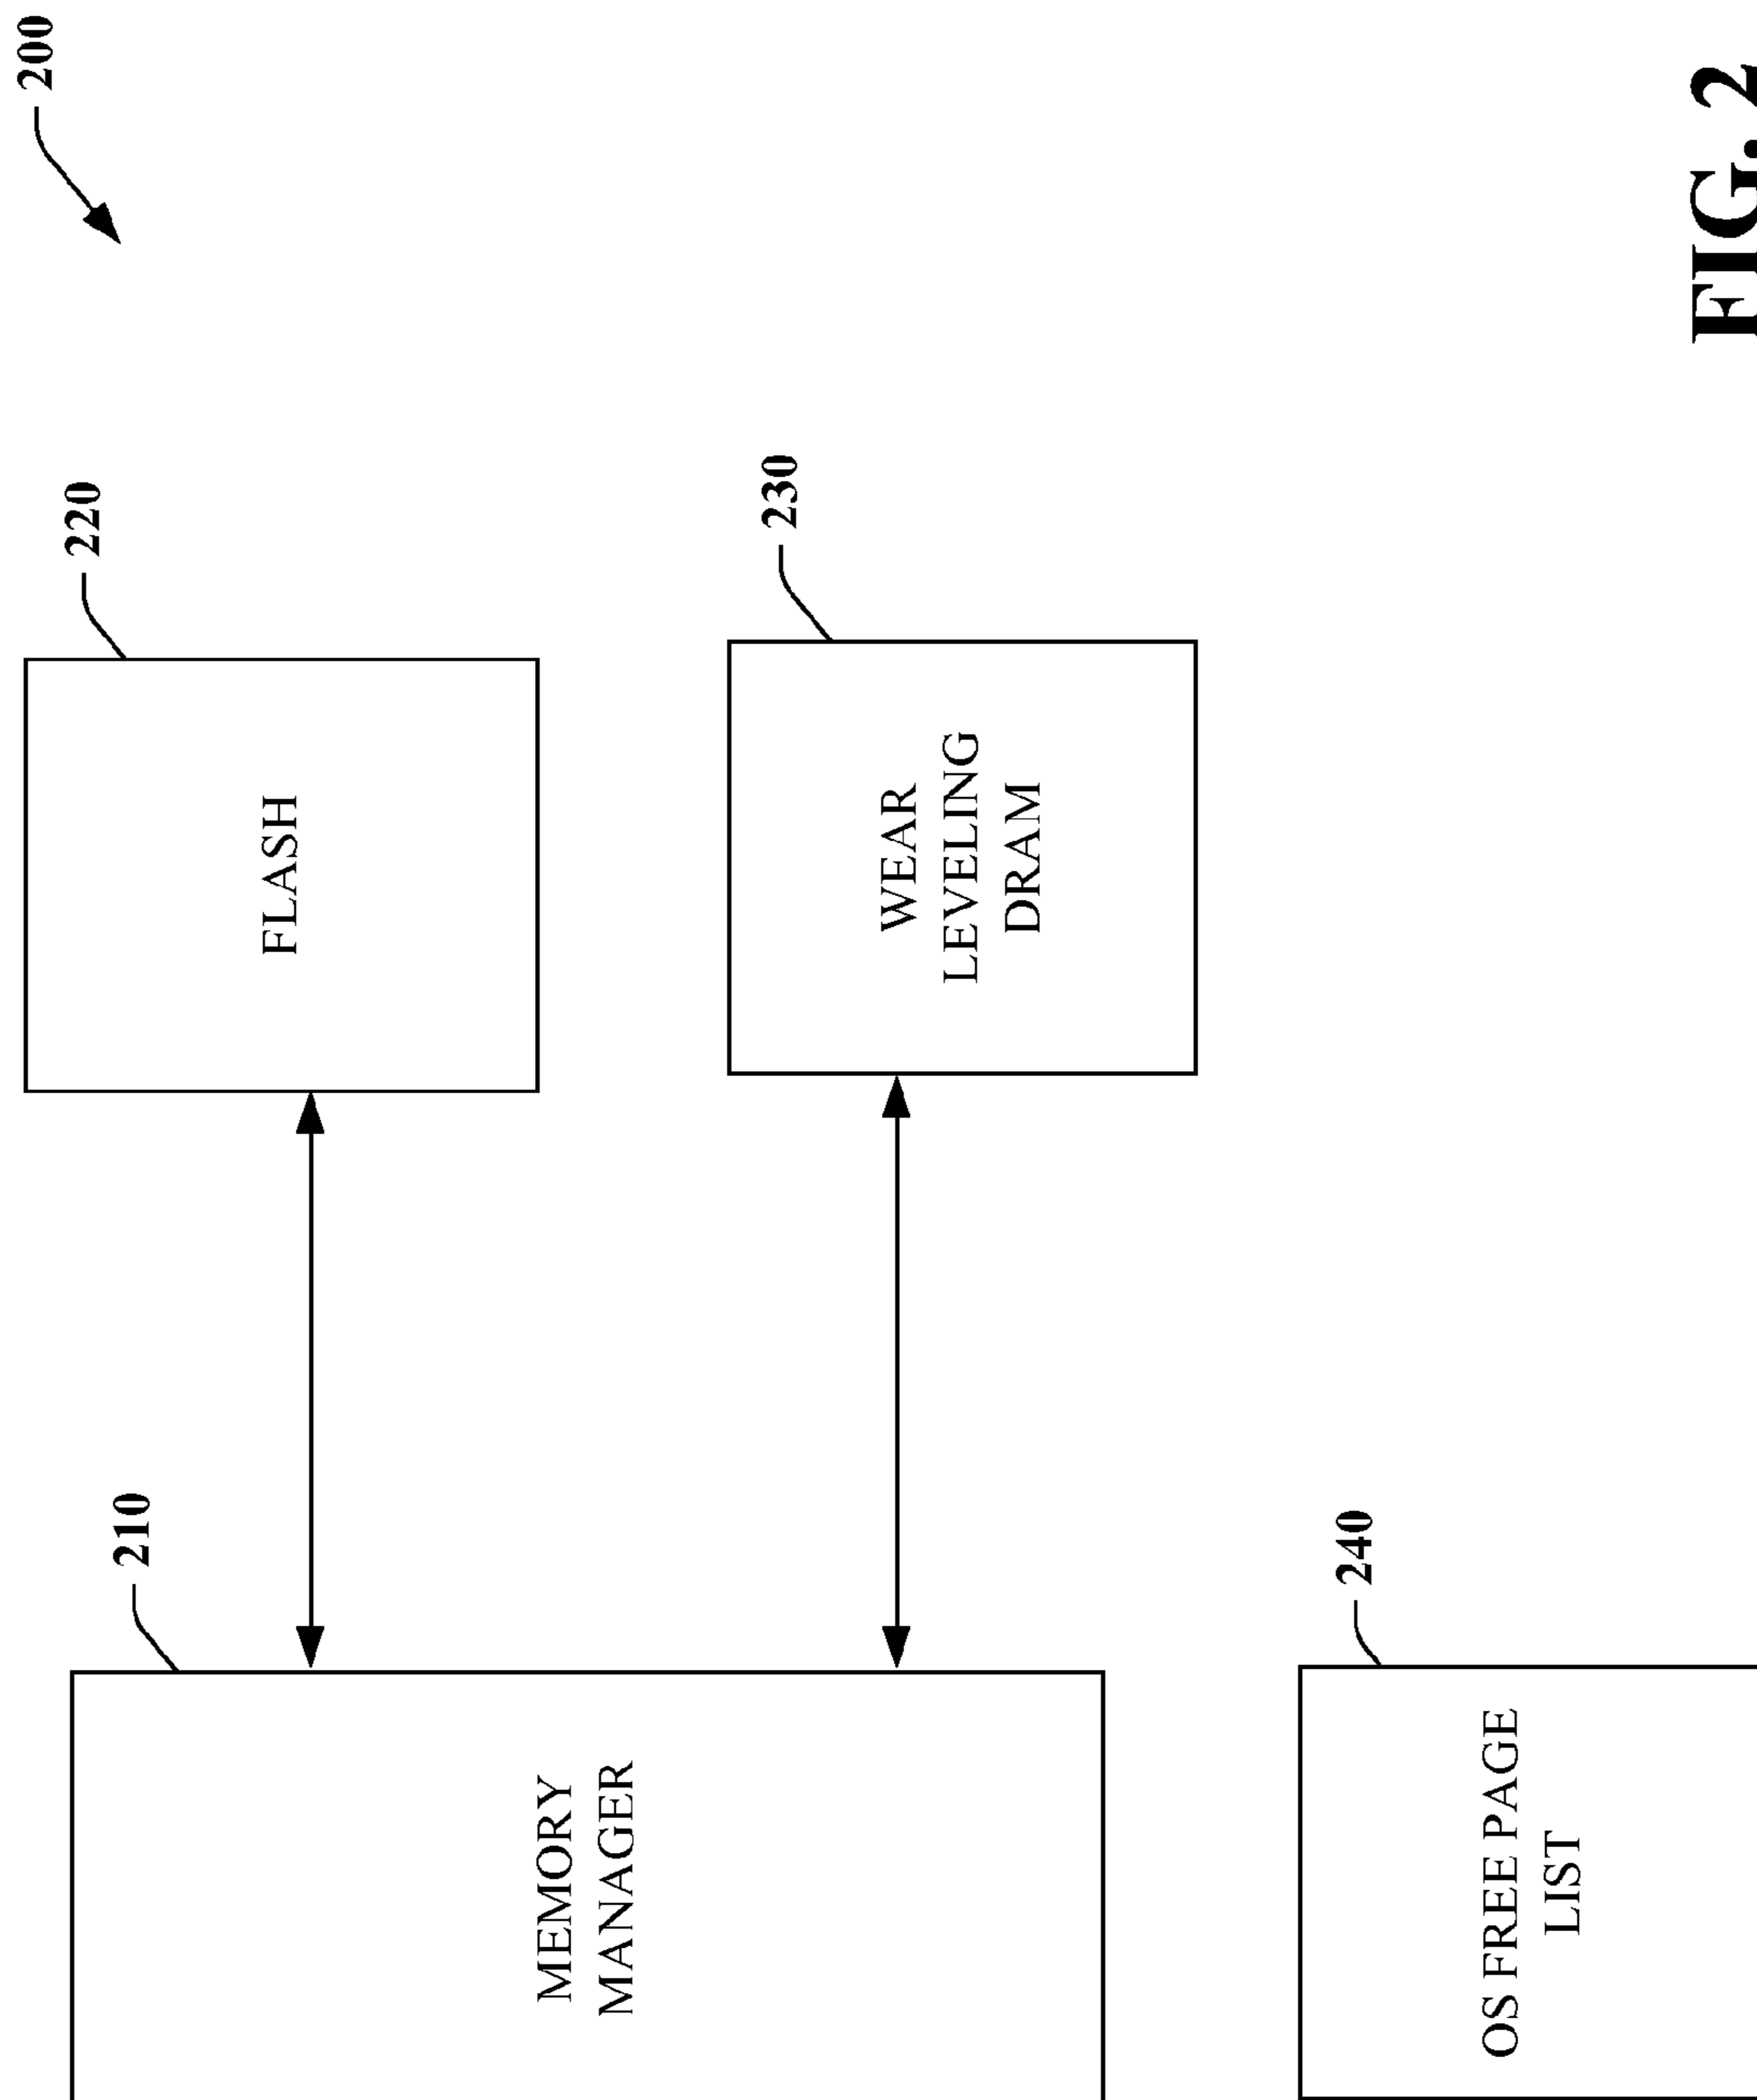 200
210
MEMORY
MANAGER
220
FLASH
230
WEAR
LEVELING
DRAM
240
OS FREE PAGE
LIST
FIG. 2